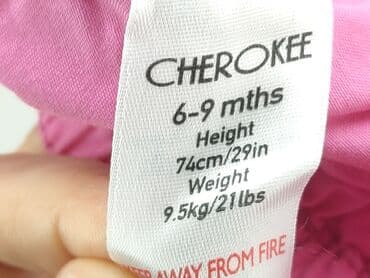 CHEROKEE
6-9 mths
Height
74cm/29in
Weight
9.5kg/21lbs
AWAY FROM FIRE